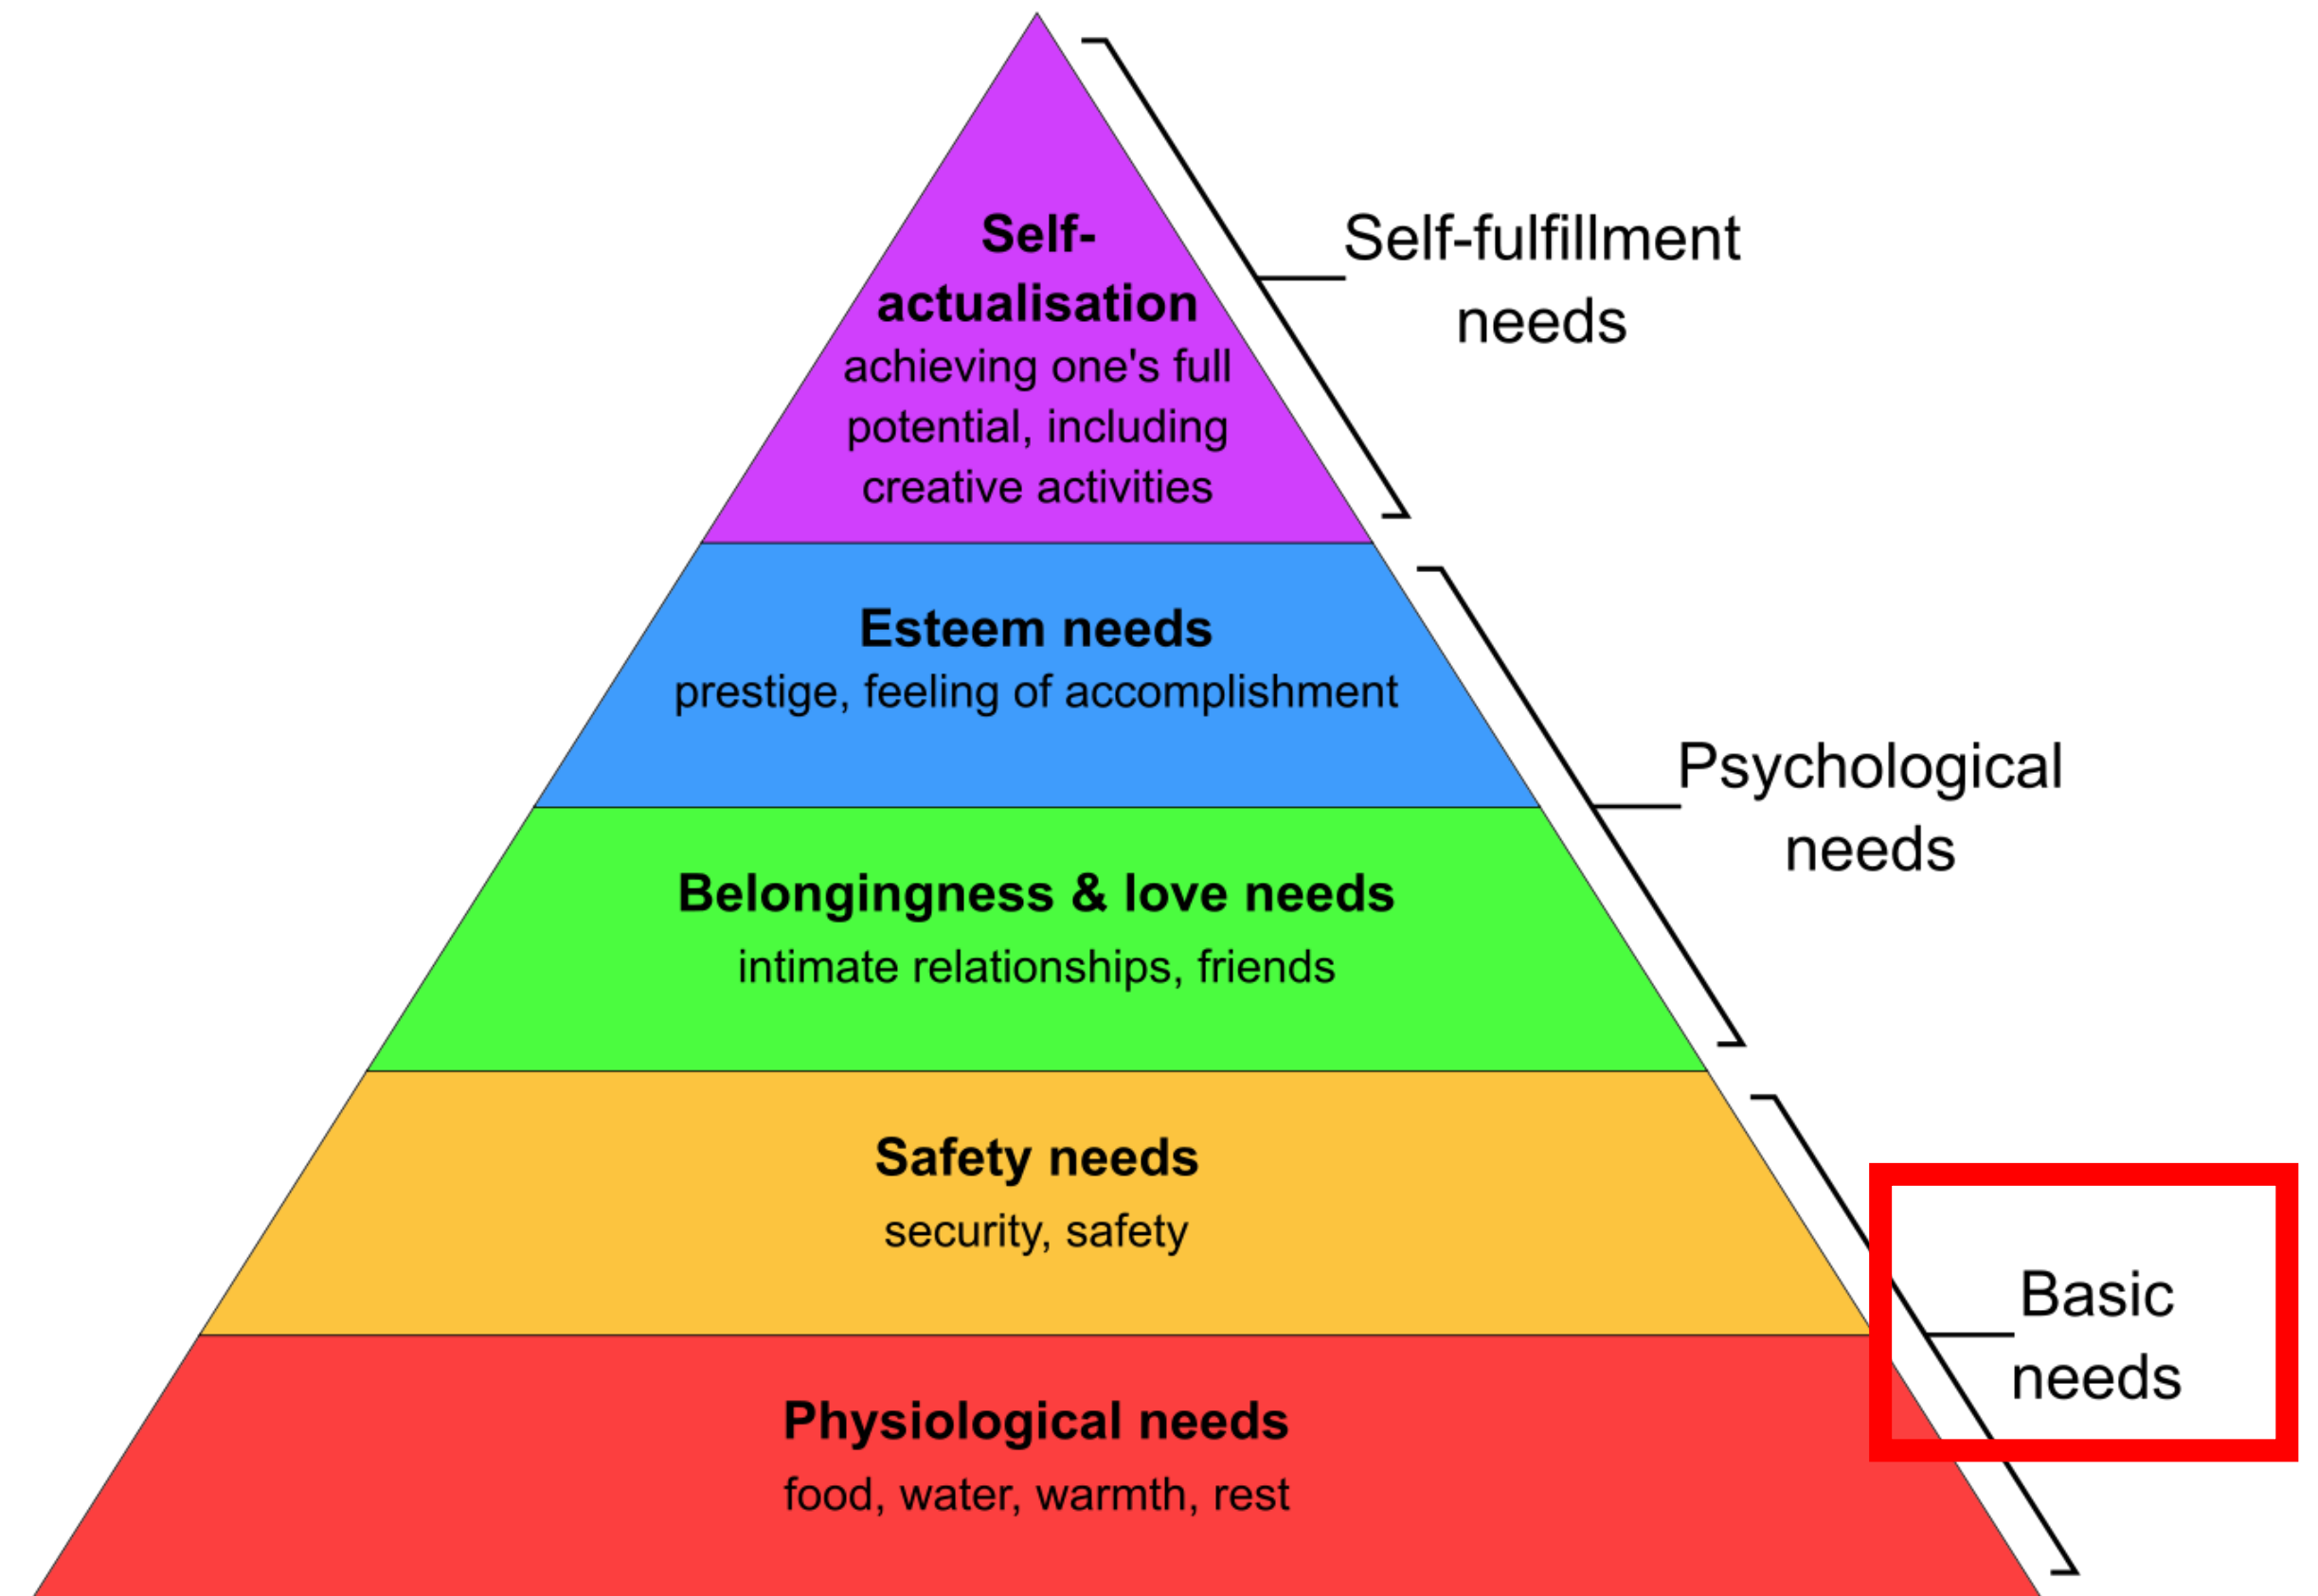 Self-
actualisation
achieving one's full
potential, including
creative activities
Self-fulfillment
needs
Esteem needs
prestige, feeling of accomplishment
Belongingness & love needs
intimate relationships, friends
Psychological
needs
Safety needs
security, safety
Physiological needs
food, water, warmth, rest
Basic
needs